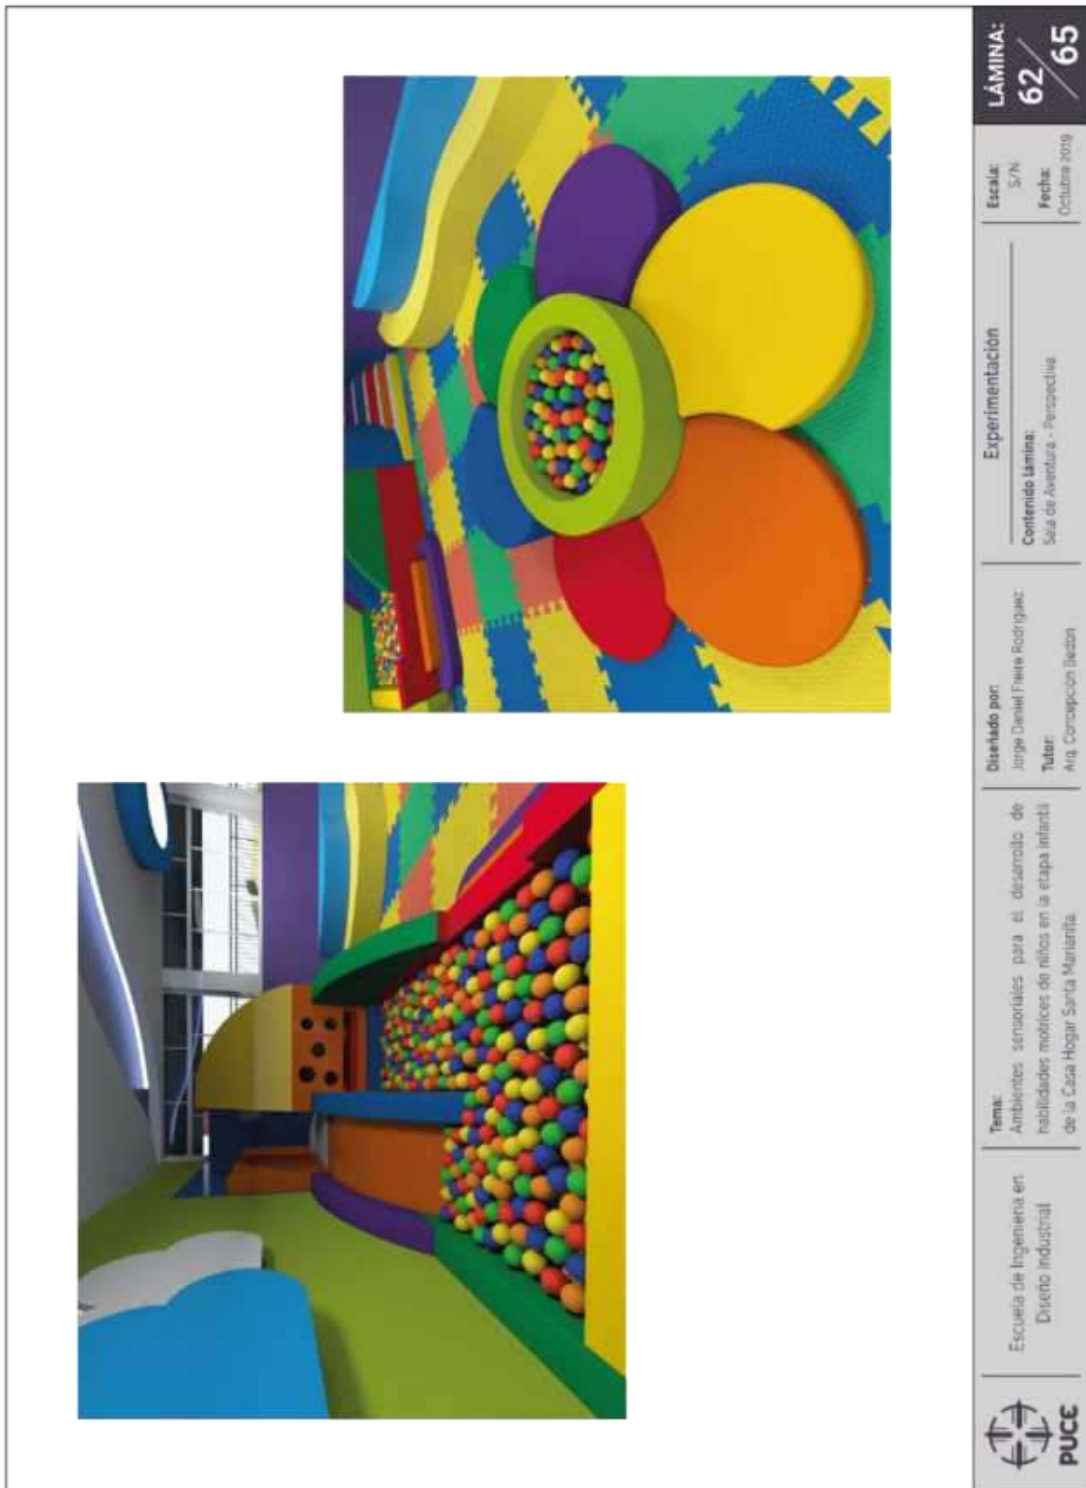 PUCE
Escuela de Ingeniería en
Diseño Industrial
Tema:
Ambientes sensoriales para el desarrollo de
habilidades motrices de niños en la etapa infantil
de la Casa Hogar Santa Marianita.
Diseñado por:
Jorge Daniel Freire Rodríguez
Tutor:
Arq. Concepción Bedón
Experimentación
Contenido lámina:
Sala de Aventura - Perspectiva
Escala:
S/N
Fecha:
Octubre 2019
LÁMINA:
62/65